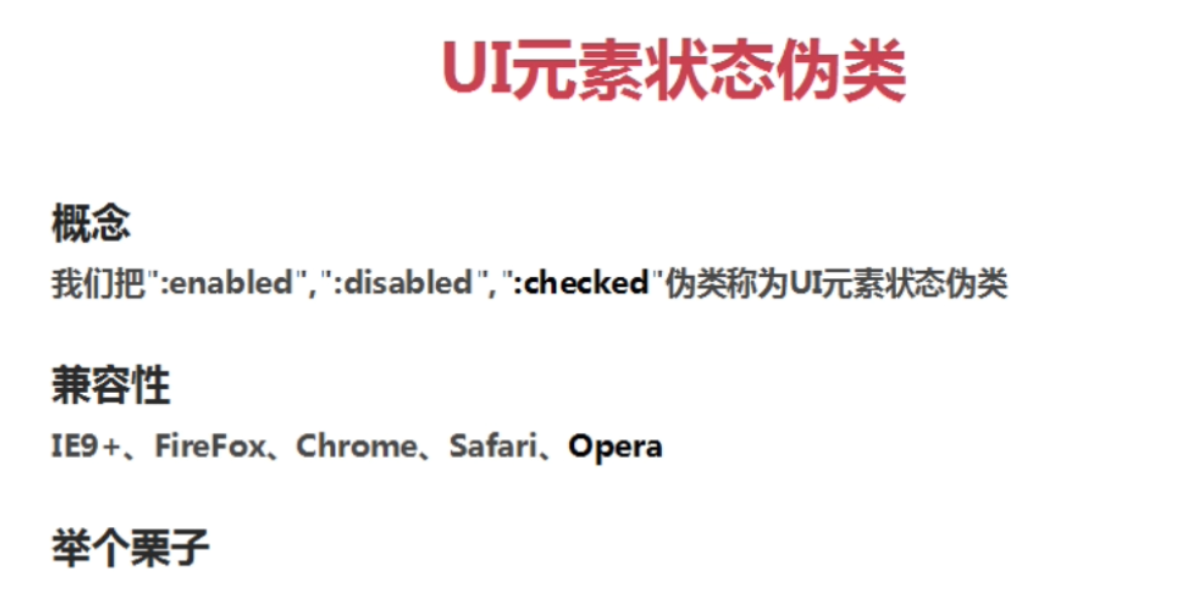 UI元素状态伪类
概念
我们把":enabled",":disabled",":checked"伪类称为UI元素状态伪类
兼容性
IE9+、FireFox、Chrome、Safari、Opera
举个栗子